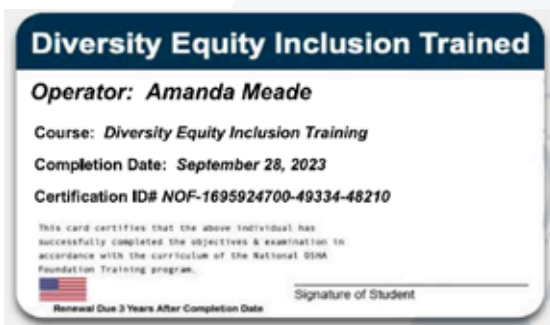 Diversity Equity Inclusion Trained
Operator: Amanda Meade
Course: Diversity Equity Inclusion Training
Completion Date: September 28, 2023
Certification ID# NOF-1695924700-49334-48210
This card certifies that the above individual has
successfully completed the objectives & examination in
accordance with the curriculum of the National OSHA
Foundation Training program.
Signature of Student
Renewal Due 3 Years After Completion Date